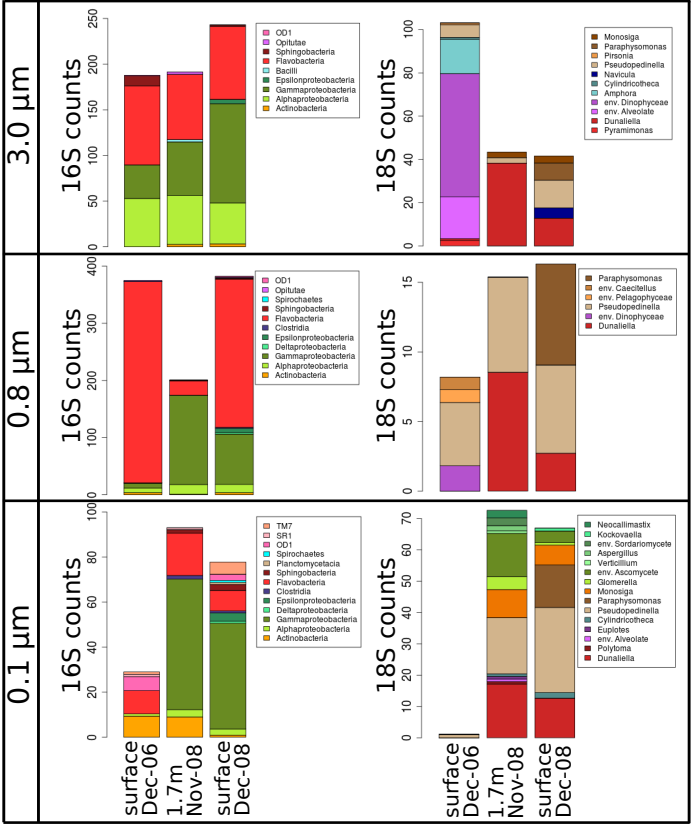 3.0 µm
16S counts
0
50
100
150
200
250
OD1
Opitutae
Sphingobacteria
Flavobacteria
Bacilli
Epsilonproteobacteria
Gammaproteobacteria
Alphaproteobacteria
Actinobacteria
18S counts
0
20
40
60
80
100
Monosiga
Paraphysomonas
Pirsonia
Pseudopedinella
Navicula
Cylindricotheca
Amphora
env. Dinophyceae
env. Alveolate
Dunaliella
Pyramimonas
0.8 µm
16S counts
0
100
200
300
400
OD1
Opitutae
Spirochaetes
Sphingobacteria
Flavobacteria
Clostridia
Epsilonproteobacteria
Deltaproteobacteria
Gammaproteobacteria
Alphaproteobacteria
Actinobacteria
18S counts
0
5
10
15
Paraphysomonas
env. Caecitellus
env. Pelagophyceae
Pseudopedinella
env. Dinophyceae
Dunaliella
0.1 µm
16S counts
0
20
40
60
80
100
TM7
SR1
OD1
Spirochaetes
Planctomycetacia
Sphingobacteria
Flavobacteria
Clostridia
Epsilonproteobacteria
Deltaproteobacteria
Gammaproteobacteria
Alphaproteobacteria
Actinobacteria
18S counts
0
10
20
30
40
50
60
70
Neocallimastix
Kockovaella
env. Sordariomycete
Aspergillus
Verticillium
env. Ascomycete
Glomerella
Monosiga
Paraphysomonas
Pseudopedinella
Cylindricotheca
Euplotes
env. Alveolate
Polytoma
Dunaliella
surface
Dec-06
1.7m
Nov-08
surface
Dec-08
surface
Dec-06
1.7m
Nov-08
surface
Dec-08